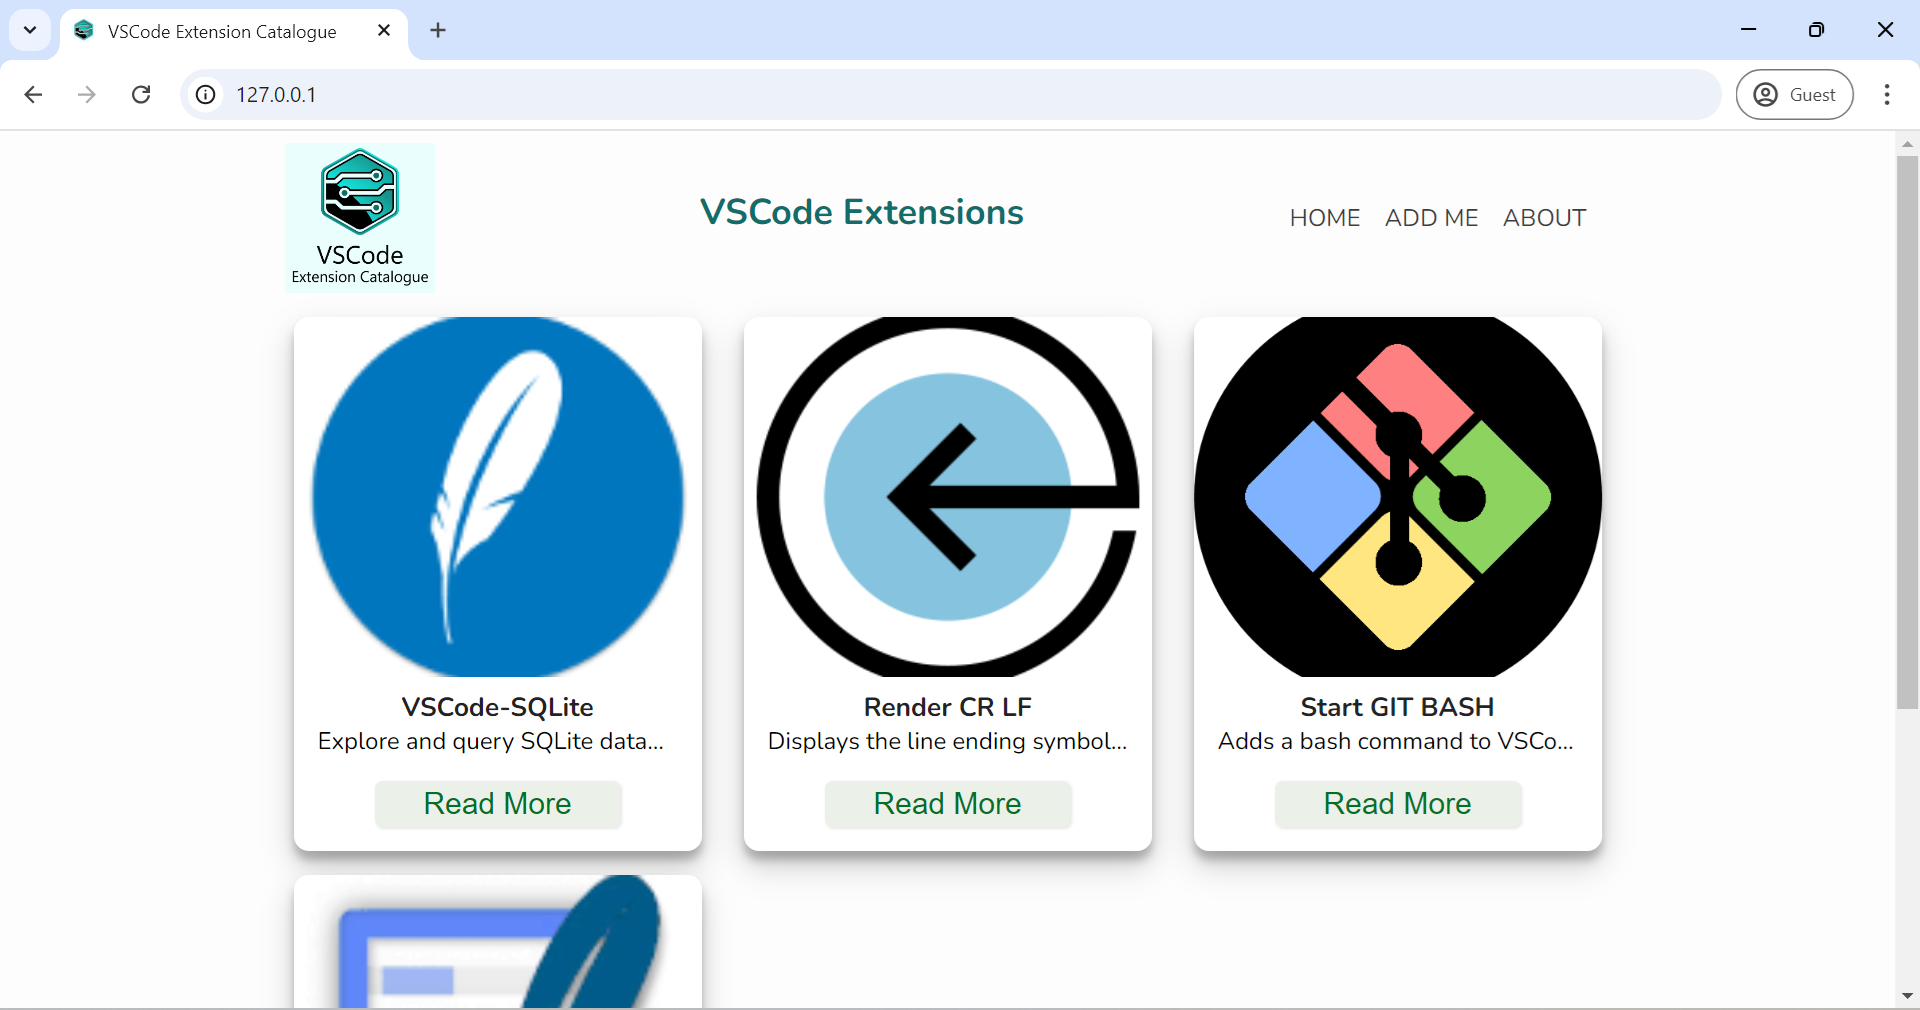 VSCode Extension Catalogue
127.0.0.1
Guest
VSCode
Extension Catalogue
VSCode Extensions
HOME ADD ME ABOUT
VSCode-SQLite
Explore and query SQLite data...
Read More
Render CR LF
Displays the line ending symbol...
Read More
Start GIT BASH
Adds a bash command to VSCo...
Read More